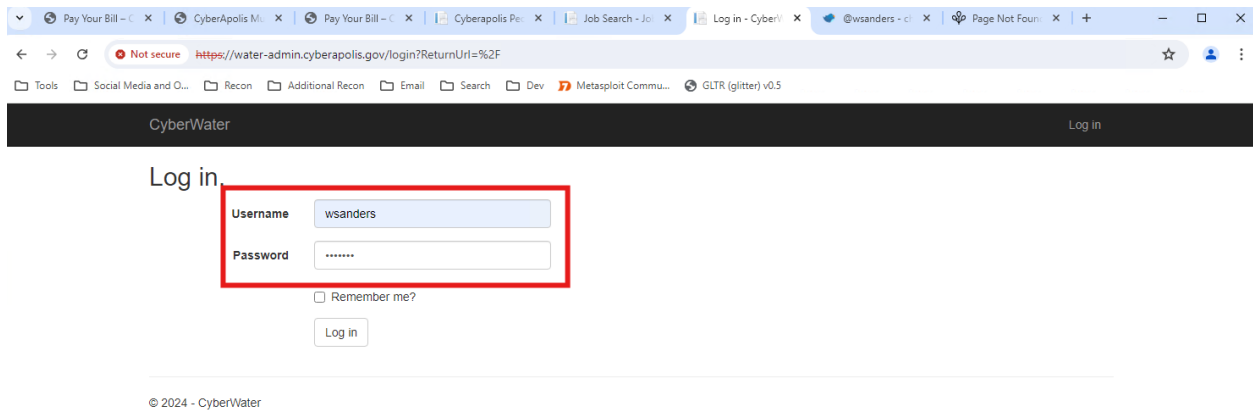 Pay Your Bill – C
CyberApolis Mu
Pay Your Bill – C
Cyberapolis Peo
Job Search - Jo
Log in - CyberW
@wsanders - ch
Page Not Foun
Not secure https://water-admin.cyberapolis.gov/login?ReturnUrl=%2F
Tools Social Media and O... Recon Additional Recon Email Search Dev Metasploit Commu... GLTR (glitter) v0.5
CyberWater Log in
Log in.
Username wsanders
Password •••••••
Remember me?
Log in
© 2024 - CyberWater